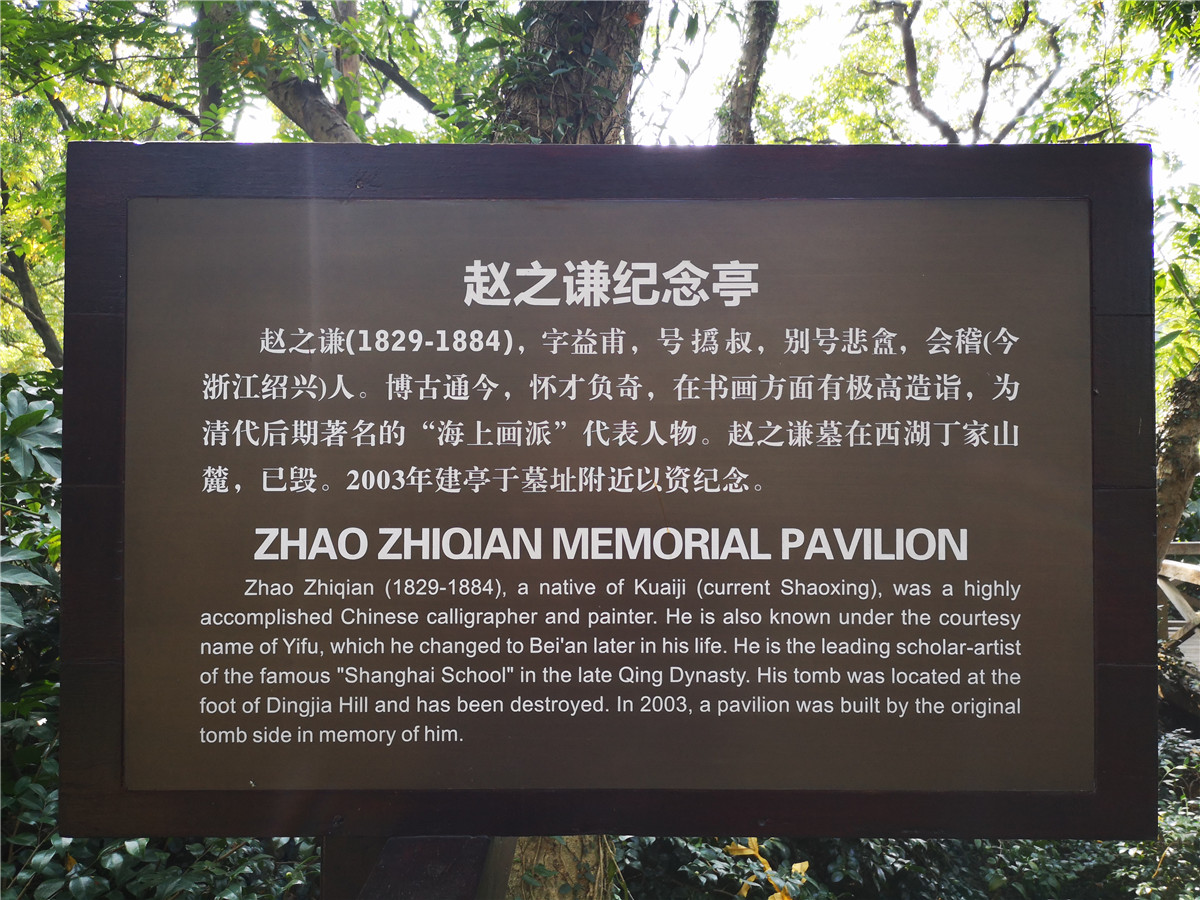 赵之谦纪念亭
赵之谦(1829-1884)，字益甫，号撝叔，别号悲盦，会稽(今
浙江绍兴)人。博古通今，怀才负奇，在书画方面有极高造诣，为
清代后期著名的“海上画派”代表人物。赵之谦墓在西湖丁家山
麓，已毁。2003年建亭于墓址附近以资纪念。
ZHAO ZHIQIAN MEMORIAL PAVILION
Zhao Zhiqian (1829-1884), a native of Kuaiji (current Shaoxing), was a highly
accomplished Chinese calligrapher and painter. He is also known under the courtesy
name of Yifu, which he changed to Bei'an later in his life. He is the leading scholar-artist
of the famous "Shanghai School" in the late Qing Dynasty. His tomb was located at the
foot of Dingjia Hill and has been destroyed. In 2003, a pavilion was built by the original
tomb side in memory of him.